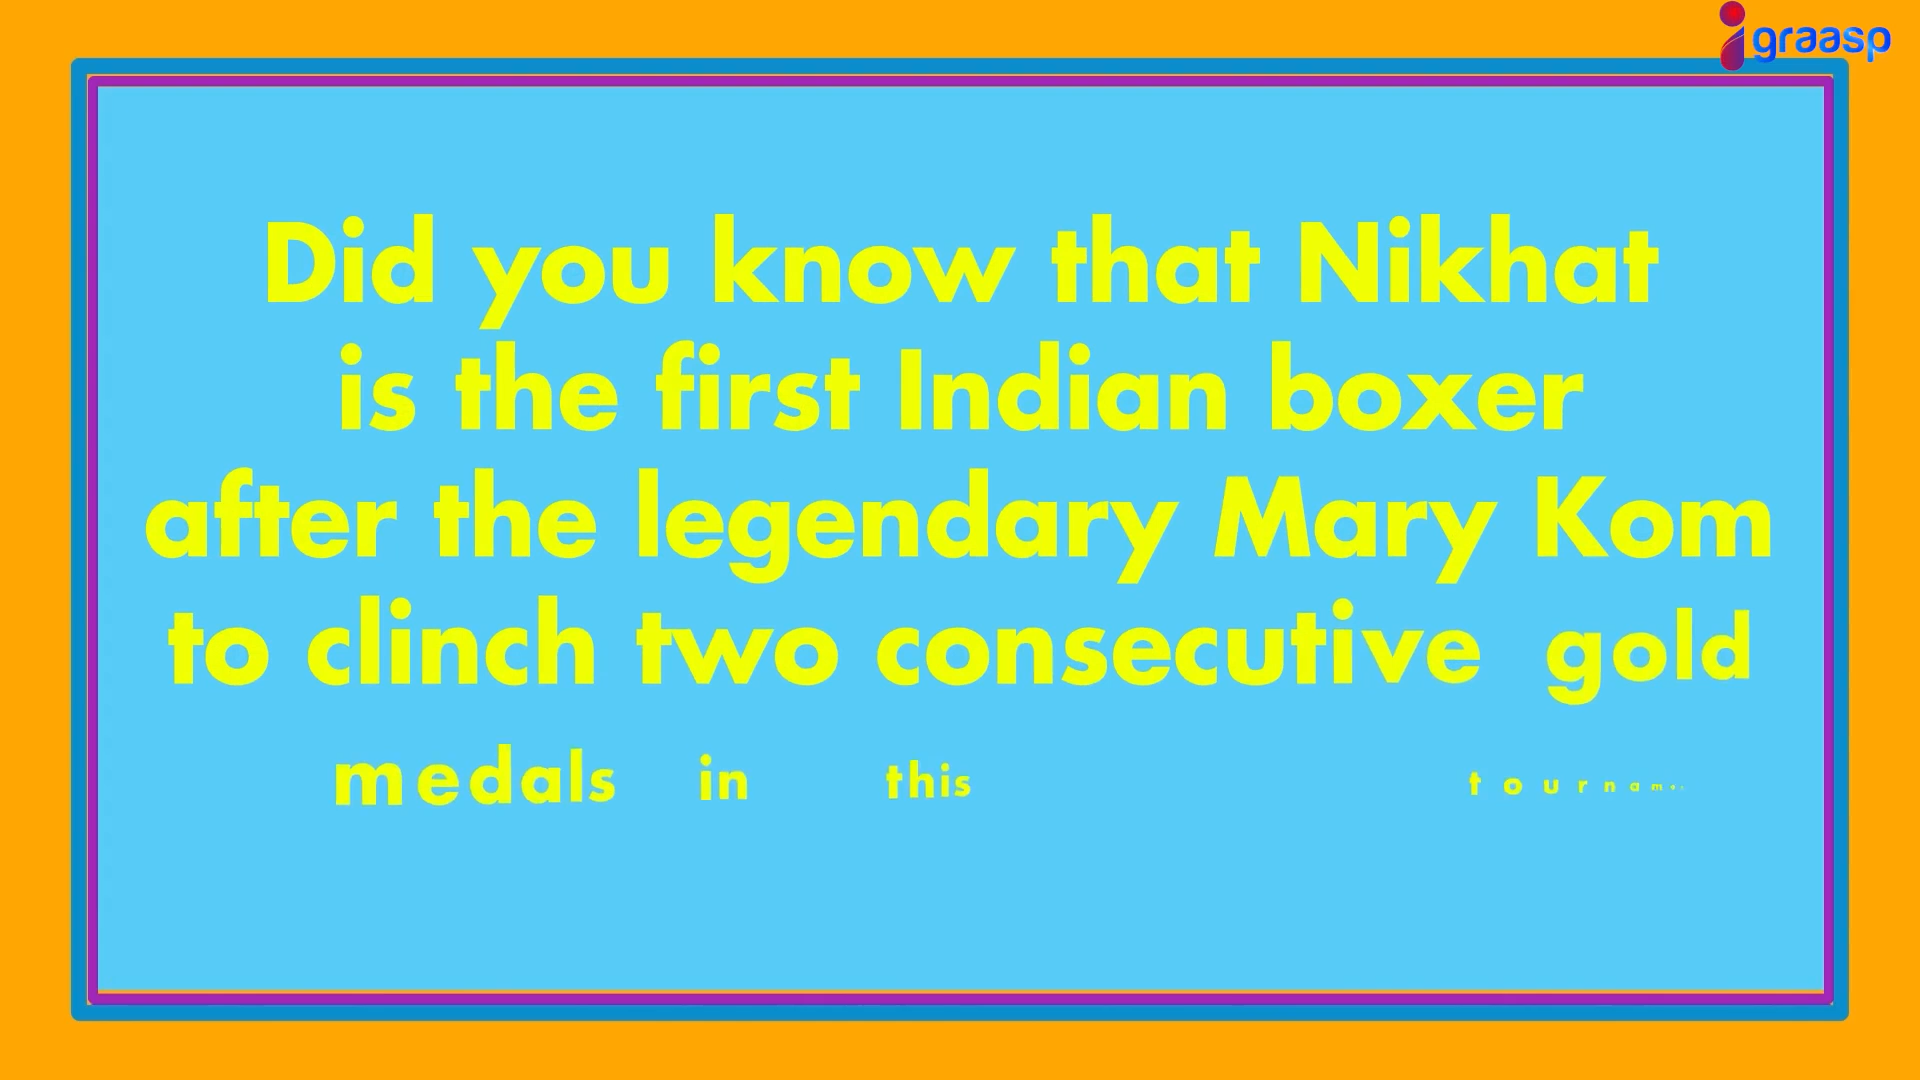 graasp
Did you know that Nikhat
is the first Indian boxer
after the legendary Mary Kom
to clinch two consecutive gold
medals in this